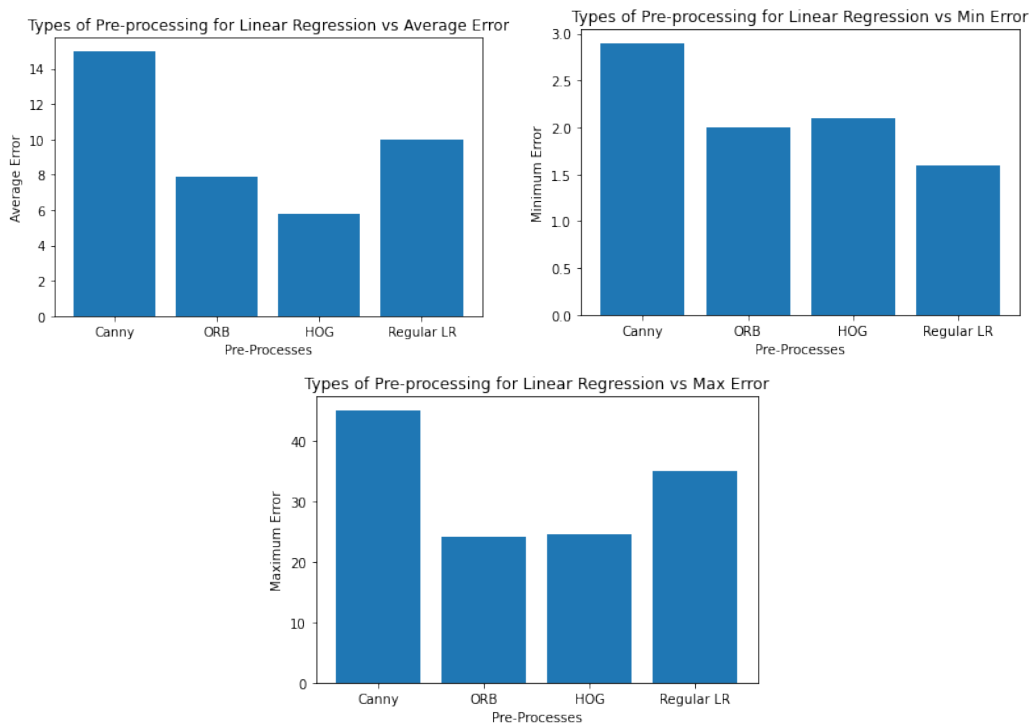 Types of Pre-processing for Linear Regression vs Average Error
14
12
10
8
6
4
2
0
Average Error
Canny ORB HOG Regular LR
Pre-Processes
Types of Pre-processing for Linear Regression vs Min Error
3.0
2.5
2.0
1.5
1.0
0.5
0.0
Minimum Error
Canny ORB HOG Regular LR
Pre-Processes
Types of Pre-processing for Linear Regression vs Max Error
40
30
20
10
0
Maximum Error
Canny ORB HOG Regular LR
Pre-Processes